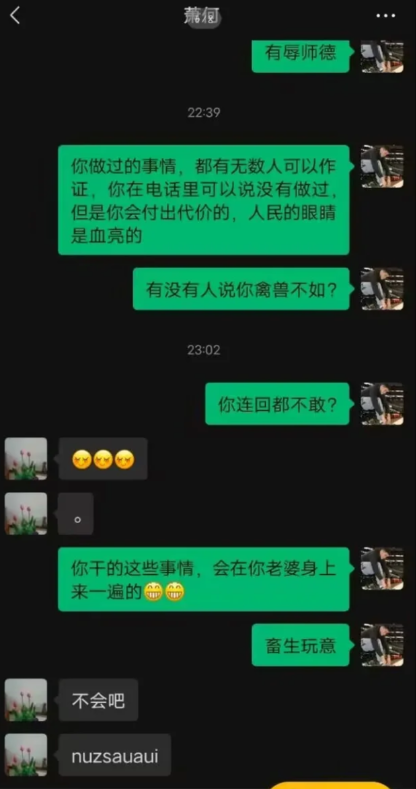 萧何
有辱师德
22:39
你做过的事情，都有无数人可以作
证，你在电话里可以说没有做过，
但是你会付出代价的，人民的眼睛
是血亮的
有没有人说你禽兽不如？
23:02
你连回都不敢？
。
你干的这些事情，会在你老婆身上
来一遍的😁😁
畜生玩意
不会吧
nuzsauaui